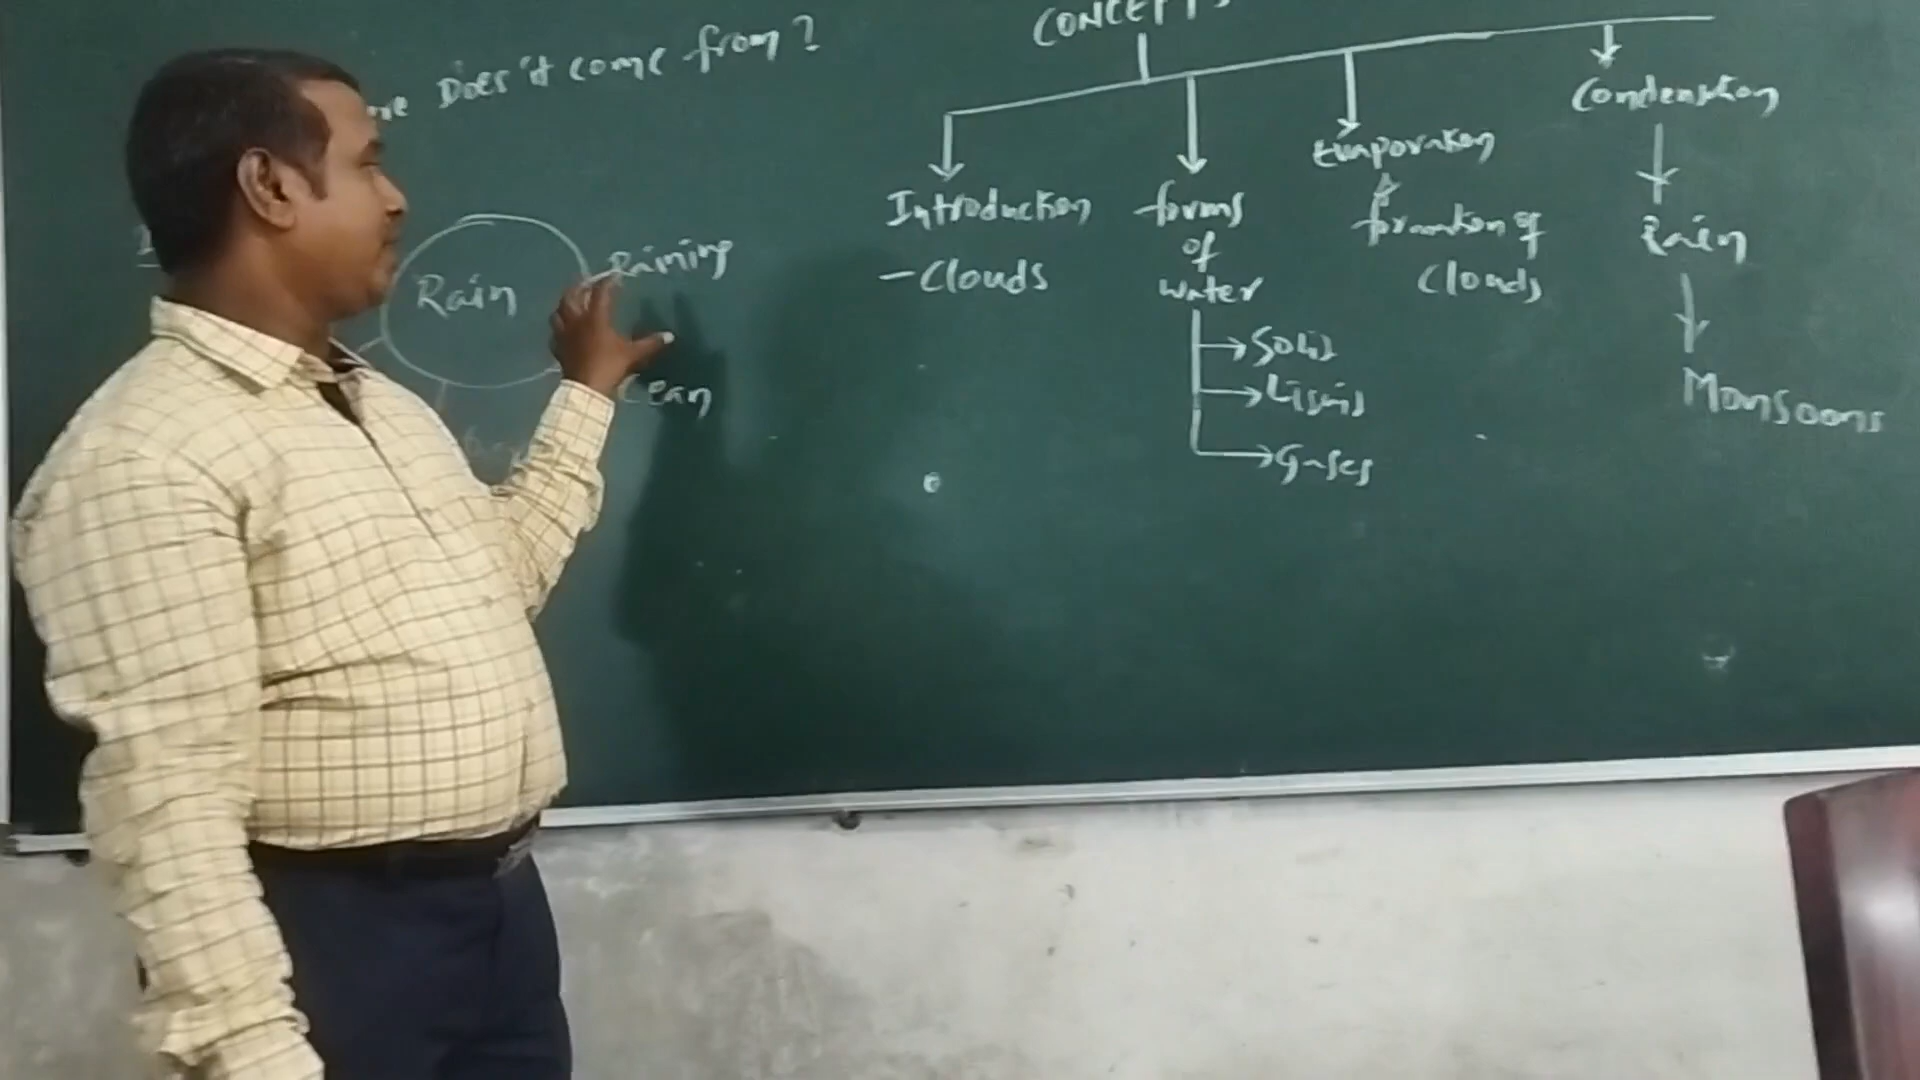 Does it come from?
Rain
Raining
CONCEPTS
Introduction
-Clouds
forms
of
water
Solid
Liquid
Gases
Evaporation
formation of
Clouds
Condensation
Rain
Monsoons